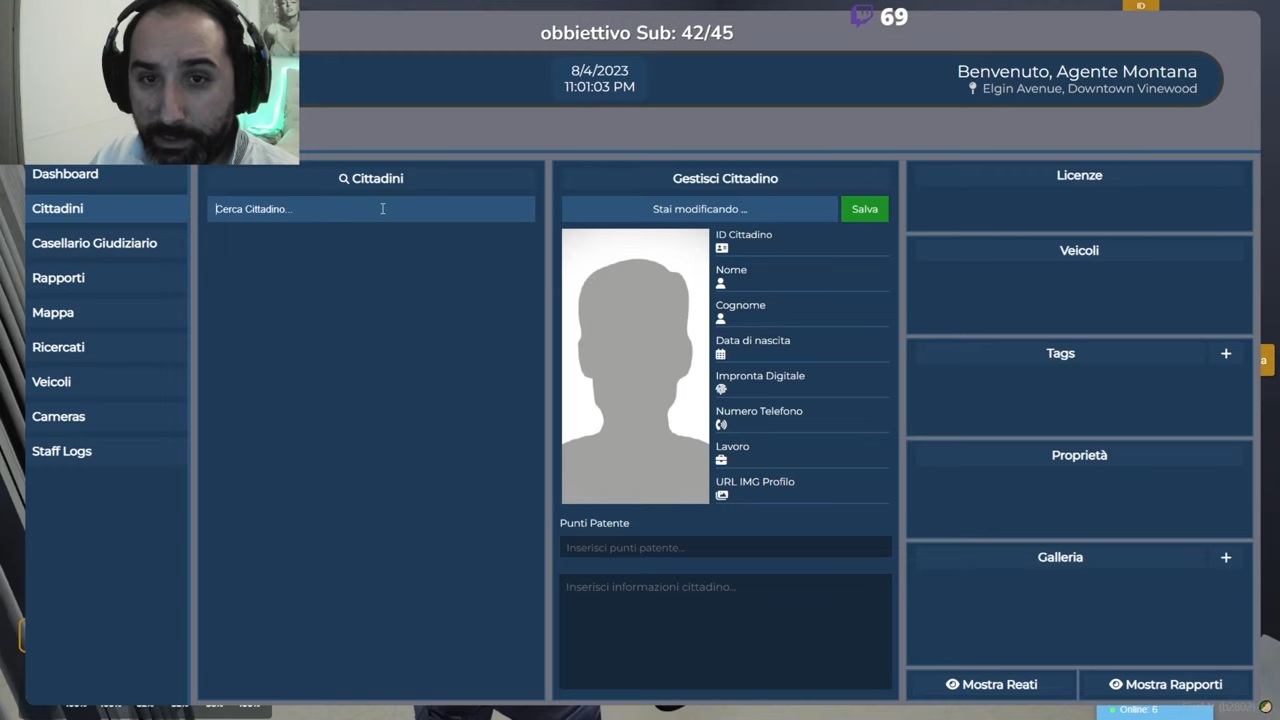 ID
69
obbiettivo Sub: 42/45
8/4/2023
11:01:03 PM
Benvenuto, Agente Montana
Elgin Avenue, Downtown Vinewood
Dashboard
Cittadini
Casellario Giudiziario
Rapporti
Mappa
Ricercati
Veicoli
Cameras
Staff Logs
Cittadini
Cerca Cittadino...
Gestisci Cittadino
Stai modificando ...
Salva
ID Cittadino
Nome
Cognome
Data di nascita
Impronta Digitale
Numero Telefono
Lavoro
URL IMG Profilo
Punti Patente
Inserisci punti patente...
Inserisci informazioni cittadino...
Licenze
Veicoli
Tags +
Proprietà
Galleria +
Mostra Reati
Mostra Rapporti
Online: 6
(b2802)